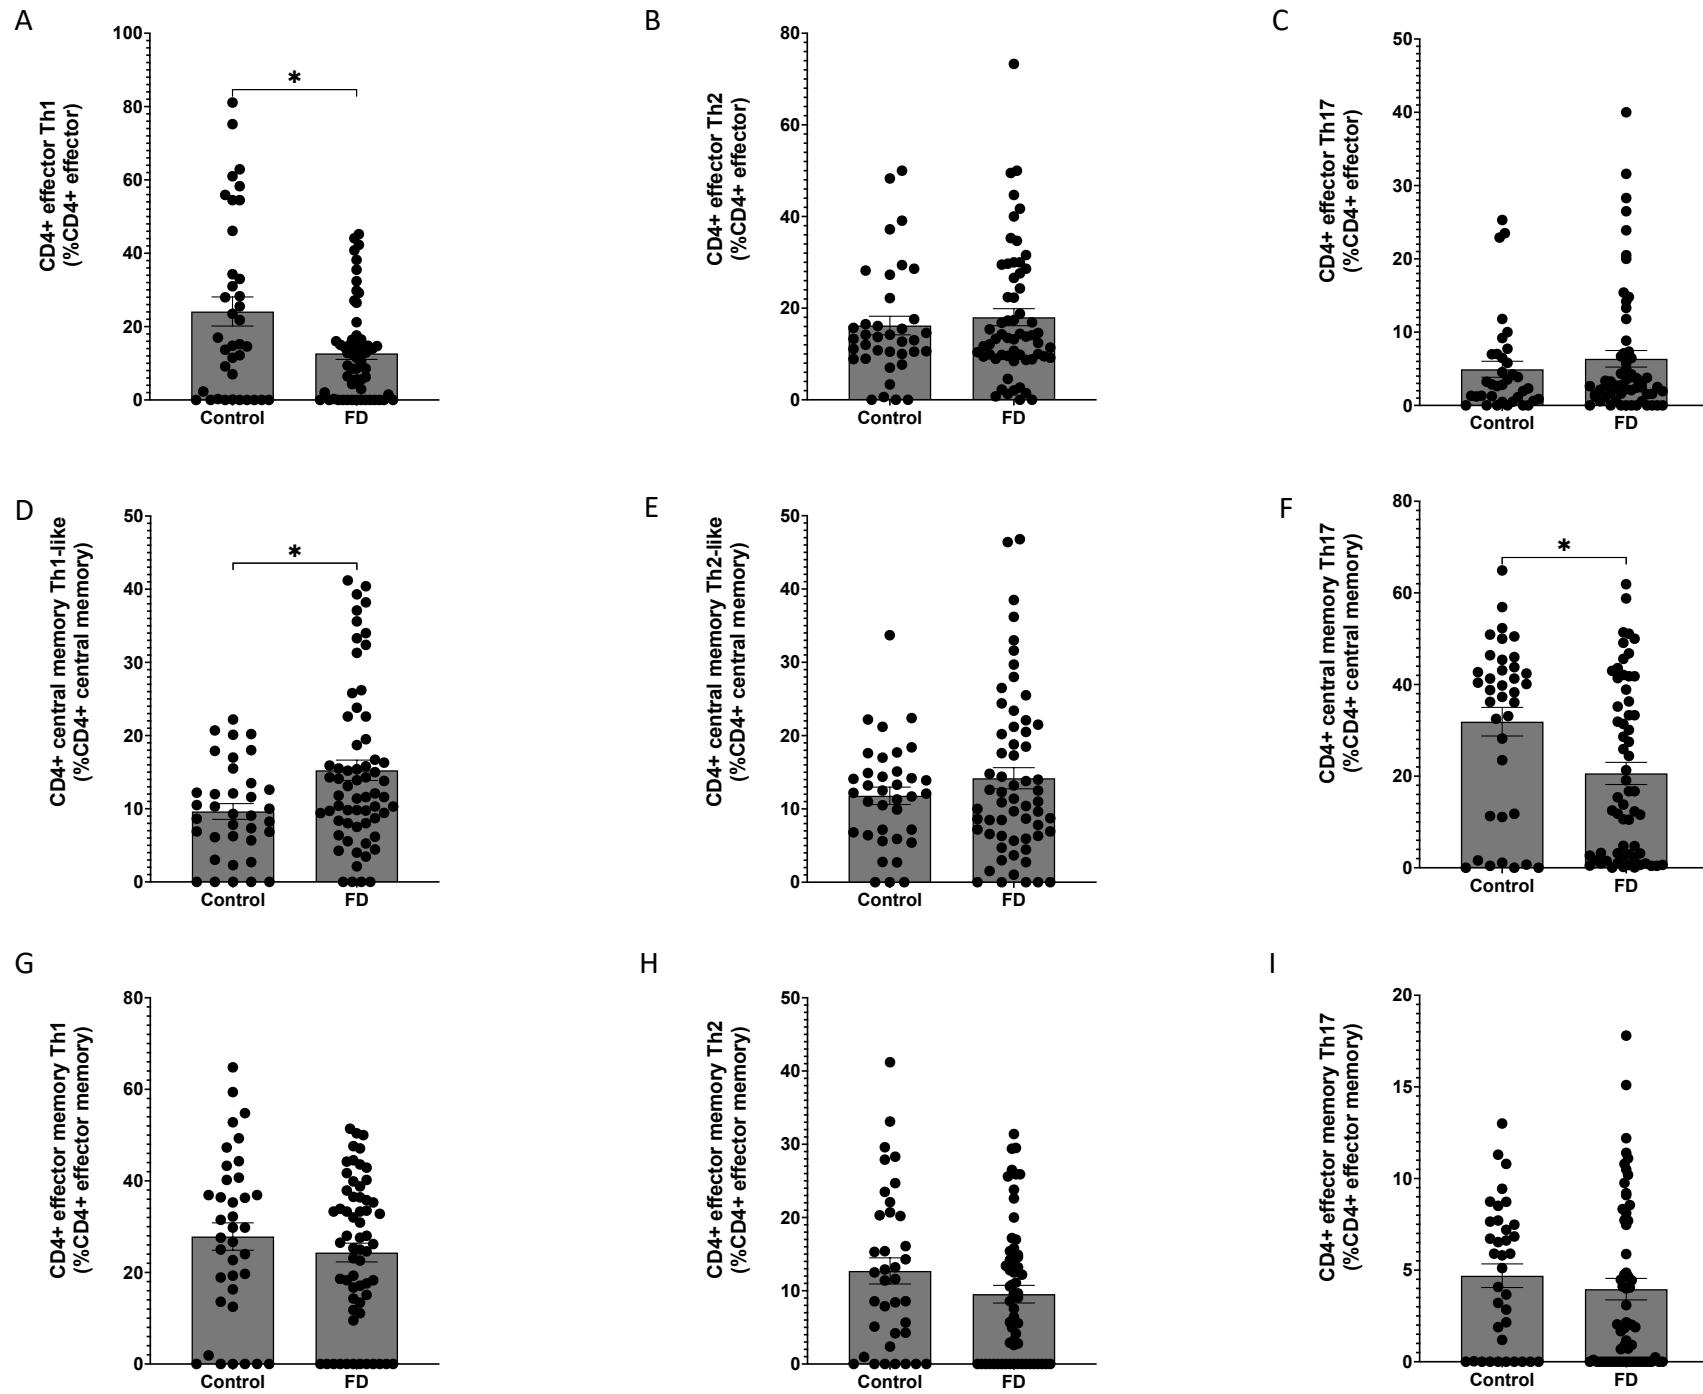 A
CD4+ effector Th1
(%CD4+ effector)
100
80
60
40
20
0
*
Control
FD
B
CD4+ effector Th2
(%CD4+ effector)
80
60
40
20
0
Control
FD
C
CD4+ effector Th17
(%CD4+ effector)
50
40
30
20
10
0
Control
FD
D
CD4+ central memory Th1-like
(%CD4+ central memory)
50
40
30
20
10
0
*
Control
FD
E
CD4+ central memory Th2-like
(%CD4+ central memory)
50
40
30
20
10
0
Control
FD
F
CD4+ central memory Th17
(%CD4+ central memory)
80
60
40
20
0
*
Control
FD
G
CD4+ effector memory Th1
(%CD4+ effector memory)
80
60
40
20
0
Control
FD
H
CD4+ effector memory Th2
(%CD4+ effector memory)
50
40
30
20
10
0
Control
FD
I
CD4+ effector memory Th17
(%CD4+ effector memory)
20
15
10
5
0
Control
FD